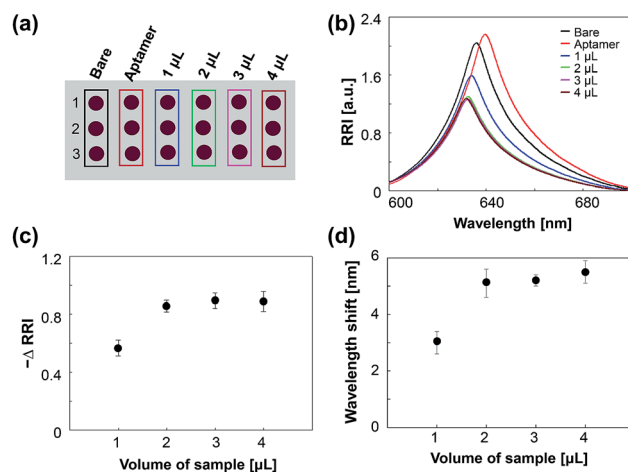 (a)
Bare Aptamer 1 µL 2 µL 3 µL 4 µL
1
2
3
(b)
RRI [a.u.]
2.4
1.8
1.2
0.6
0
Bare
Aptamer
1 µL
2 µL
3 µL
4 µL
600 640 680
Wavelength [nm]
(c)
−Δ RRI
1.2
0.8
0.4
0
1 2 3 4
Volume of sample [µL]
(d)
Wavelength shift [nm]
6
4
2
0
1 2 3 4
Volume of sample [µL]